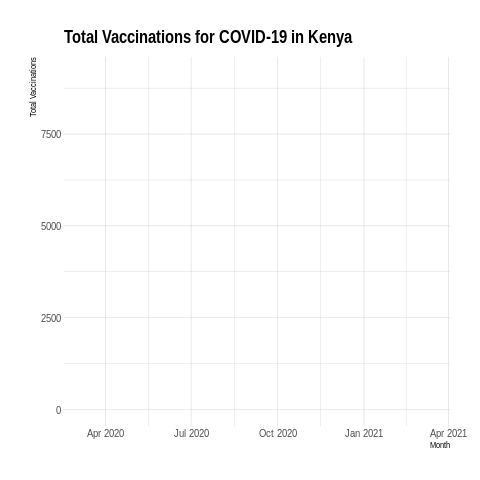 Total Vaccinations for COVID-19 in Kenya
Total Vaccinations
7500
5000
2500
0
Apr 2020
Jul 2020
Oct 2020
Jan 2021
Apr 2021
Month